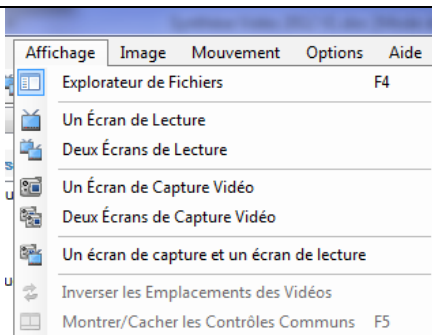 Affichage Image Mouvement Options Aide
Explorateur de Fichiers F4
Un Écran de Lecture
Deux Écrans de Lecture
Un Écran de Capture Vidéo
Deux Écrans de Capture Vidéo
Un écran de capture et un écran de lecture
Inverser les Emplacements des Vidéos
Montrer/Cacher les Contrôles Communs F5